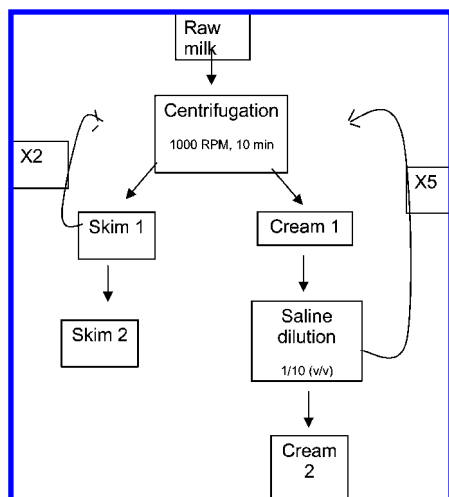 Raw
milk
Centrifugation
1000 RPM, 10 min
X2
X5
Skim 1
Cream 1
Skim 2
Saline
dilution
1/10 (v/v)
Cream
2